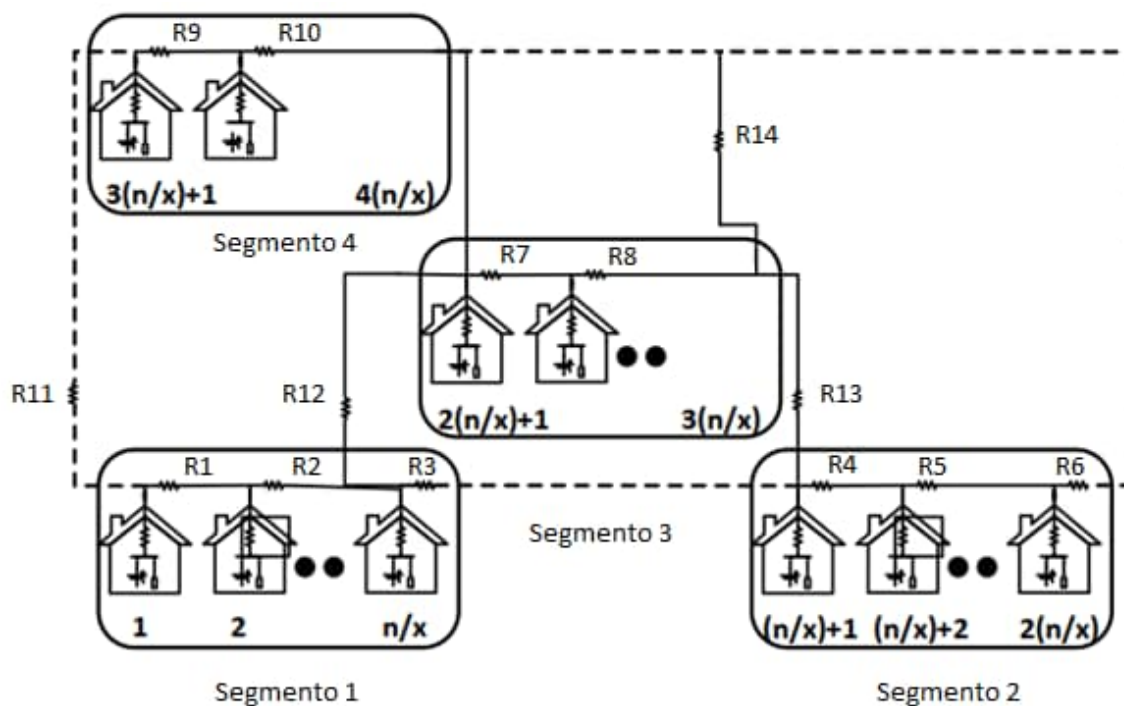 R9 R10
R14
3(n/x)+1 4(n/x)
Segmento 4
R7 R8
R11 R12 R13
2(n/x)+1 3(n/x)
R1 R2 R3 R4 R5 R6
Segmento 3
1 2 n/x (n/x)+1 (n/x)+2 2(n/x)
Segmento 1 Segmento 2